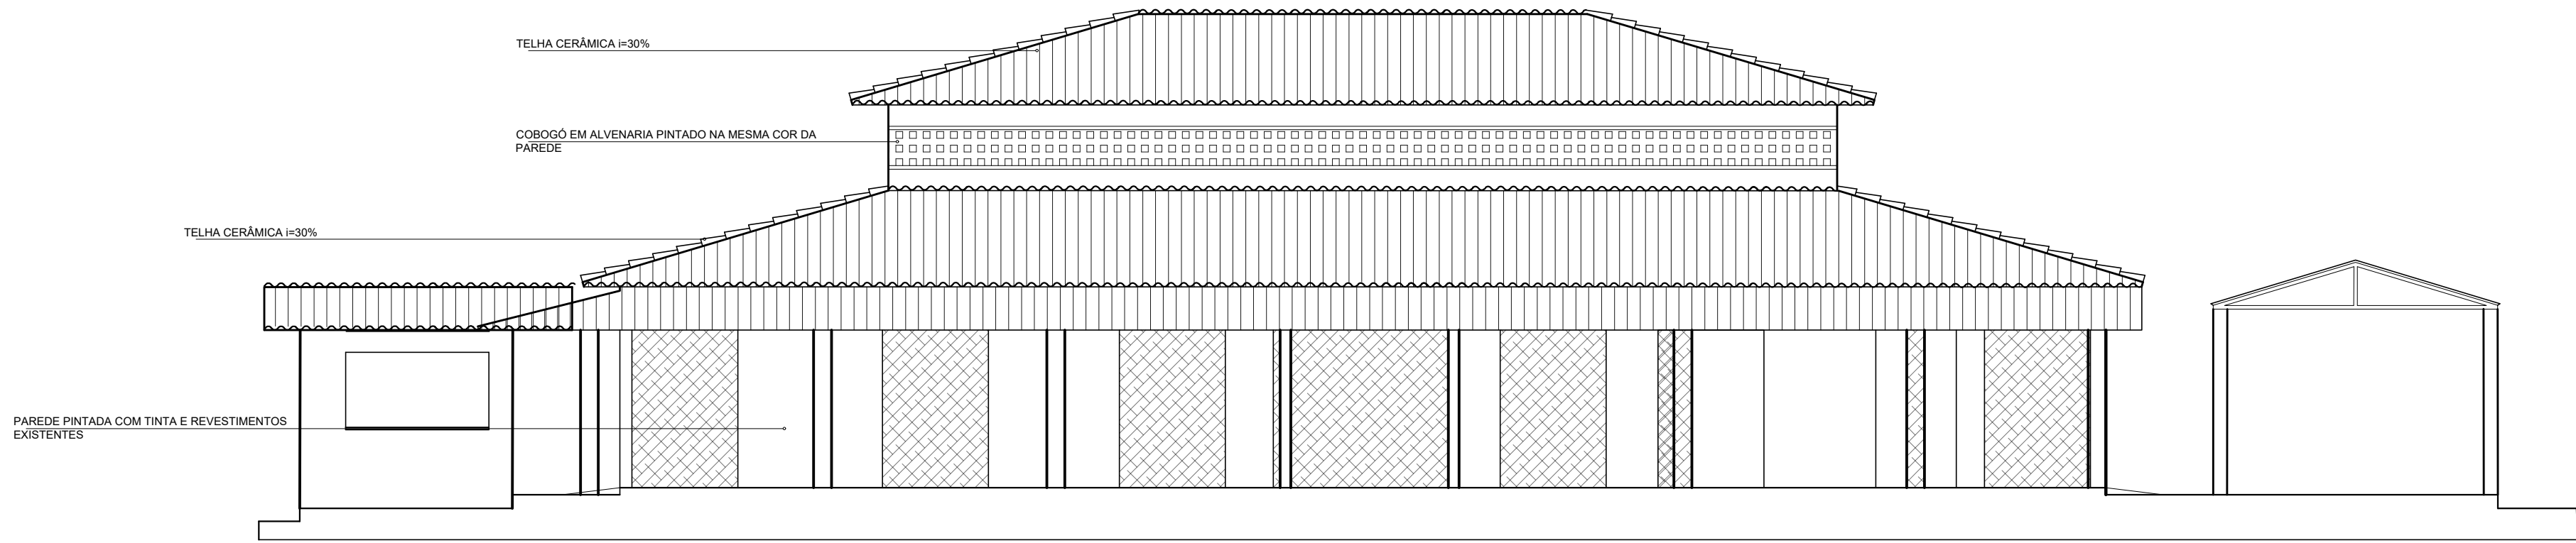 TELHA CERÂMICA i=30%
COBOGÓ EM ALVENARIA PINTADO NA MESMA COR DA
PAREDE
TELHA CERÂMICA i=30%
PAREDE PINTADA COM TINTA E REVESTIMENTOS
EXISTENTES